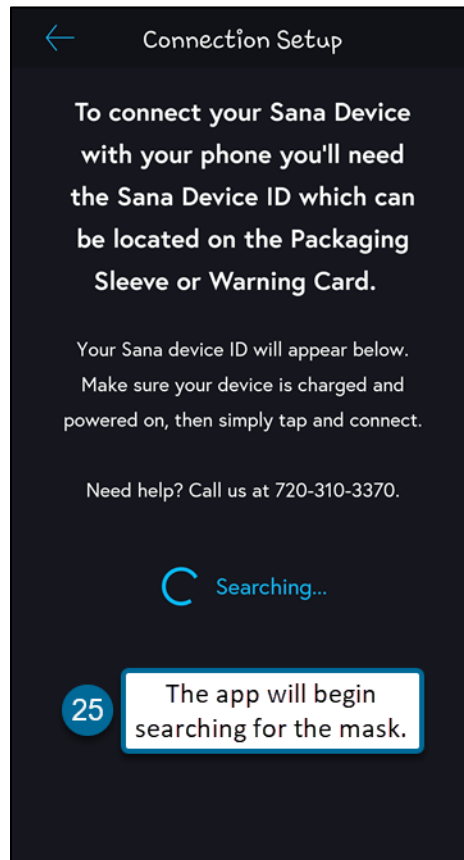 Connection Setup
To connect your Sana Device
with your phone you'll need
the Sana Device ID which can
be located on the Packaging
Sleeve or Warning Card.
Your Sana device ID will appear below.
Make sure your device is charged and
powered on, then simply tap and connect.
Need help? Call us at 720-310-3370.
Searching...
25
The app will begin
searching for the mask.